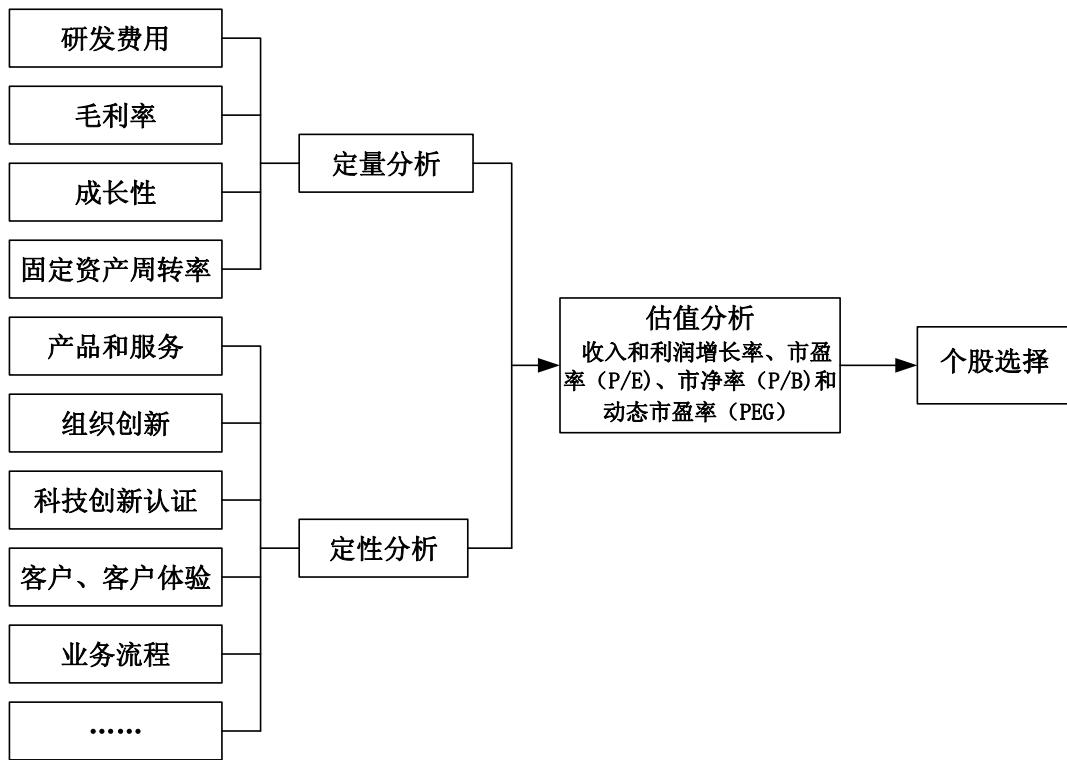 研发费用
毛利率
成长性
固定资产周转率
产品和服务
组织创新
科技创新认证
客户、客户体验
业务流程
……
定量分析
定性分析
估值分析
收入和利润增长率、市盈
率（P/E)、市净率（P/B)和
动态市盈率（PEG）
个股选择